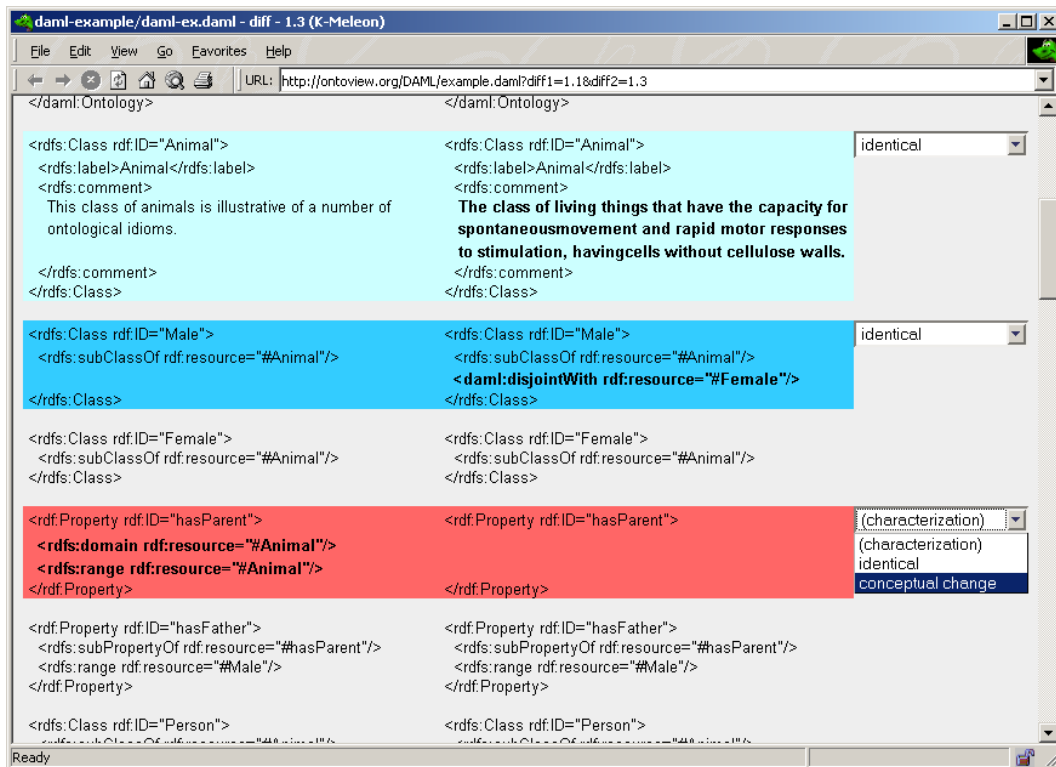 daml-example/daml-ex.daml - diff - 1.3 (K-Meleon)
File Edit View Go Favorites Help
URL: http://ontoview.org/DAML/example.daml?diff1=1.1&diff2=1.3
</daml:Ontology> </daml:Ontology>
<rdfs:Class rdf:ID="Animal"> <rdfs:Class rdf:ID="Animal"> identical
<rdfs:label>Animal</rdfs:label> <rdfs:label>Animal</rdfs:label>
<rdfs:comment> <rdfs:comment>
This class of animals is illustrative of a number of The class of living things that have the capacity for
ontological idioms. spontaneousmovement and rapid motor responses
to stimulation, havingcells without cellulose walls.
</rdfs:comment> </rdfs:comment>
</rdfs:Class> </rdfs:Class>
<rdfs:Class rdf:ID="Male"> <rdfs:Class rdf:ID="Male"> identical
<rdfs:subClassOf rdf:resource="#Animal"/> <rdfs:subClassOf rdf:resource="#Animal"/>
<daml:disjointWith rdf:resource="#Female"/>
</rdfs:Class> </rdfs:Class>
<rdfs:Class rdf:ID="Female"> <rdfs:Class rdf:ID="Female">
<rdfs:subClassOf rdf:resource="#Animal"/> <rdfs:subClassOf rdf:resource="#Animal"/>
</rdfs:Class> </rdfs:Class>
<rdf:Property rdf:ID="hasParent"> <rdf:Property rdf:ID="hasParent"> (characterization)
<rdfs:domain rdf:resource="#Animal"/> (characterization)
<rdfs:range rdf:resource="#Animal"/> identical
</rdf:Property> </rdf:Property> conceptual change
<rdf:Property rdf:ID="hasFather"> <rdf:Property rdf:ID="hasFather">
<rdfs:subPropertyOf rdf:resource="#hasParent"/> <rdfs:subPropertyOf rdf:resource="#hasParent"/>
<rdfs:range rdf:resource="#Male"/> <rdfs:range rdf:resource="#Male"/>
</rdf:Property> </rdf:Property>
<rdfs:Class rdf:ID="Person"> <rdfs:Class rdf:ID="Person">
Ready